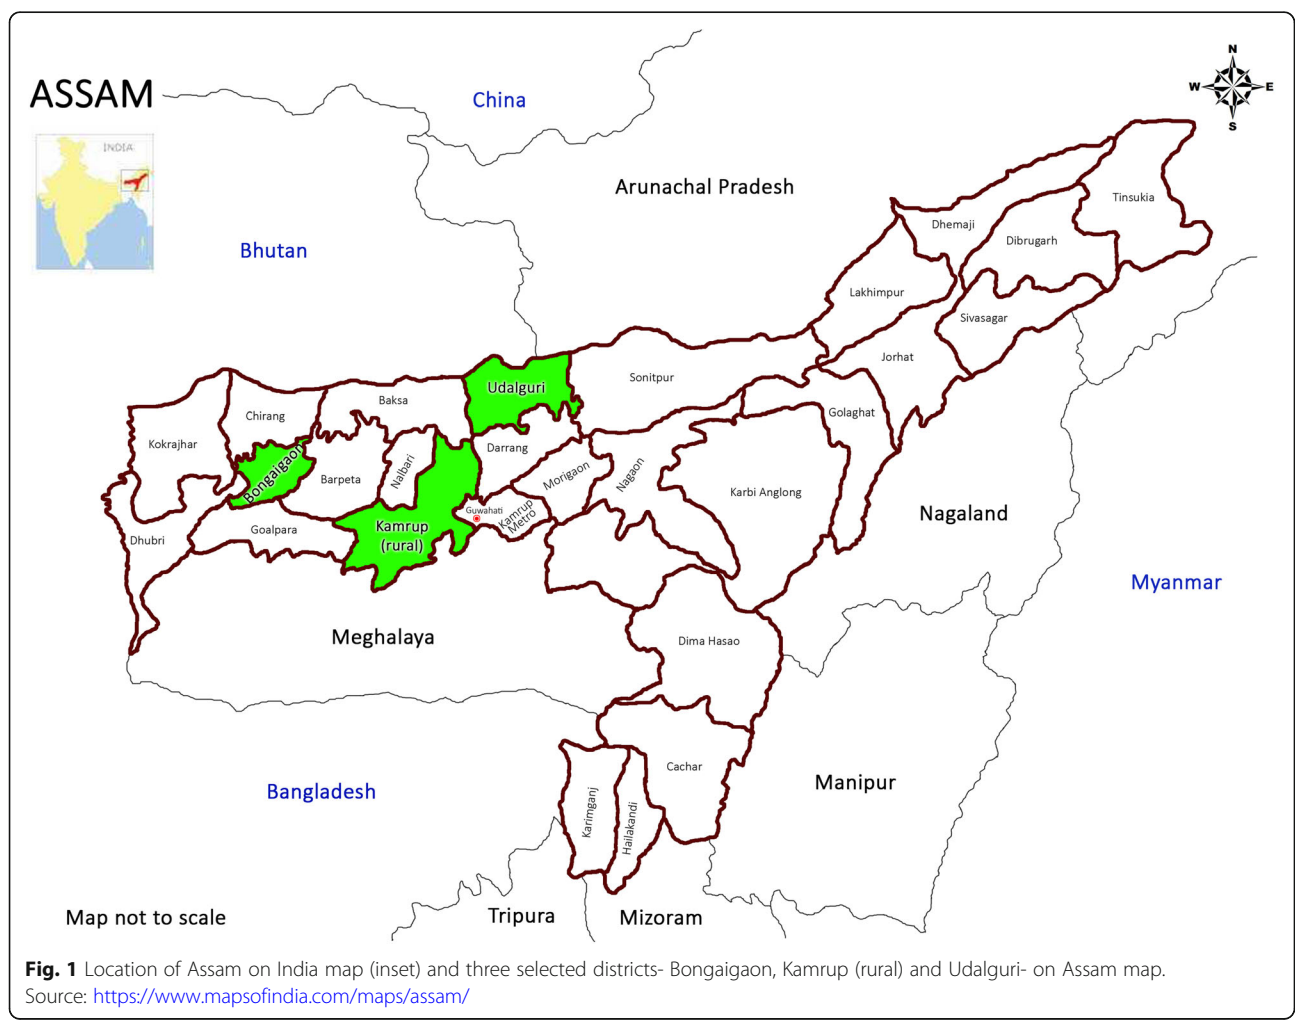 ASSAM
INDIA
N
W E
S
China
Arunachal Pradesh
Bhutan
Tinsukia
Dhemaji
Dibrugarh
Lakhimpur
Sivasagar
Jorhat
Sonitpur
Udalguri
Baksa
Chirang
Golaghat
Kokrajhar
Darrang
Bongaigaon
Barpeta
Nalbari
Morigaon
Nagaon
Karbi Anglong
Guwahati
Kamrup
Metro
Nagaland
Kamrup
(rural)
Goalpara
Dhubri
Myanmar
Meghalaya
Dima Hasao
Cachar
Manipur
Bangladesh
Karimganj
Hailakandi
Map not to scale
Tripura
Mizoram
Fig. 1 Location of Assam on India map (inset) and three selected districts- Bongaigaon, Kamrup (rural) and Udalguri- on Assam map.
Source: https://www.mapsofindia.com/maps/assam/